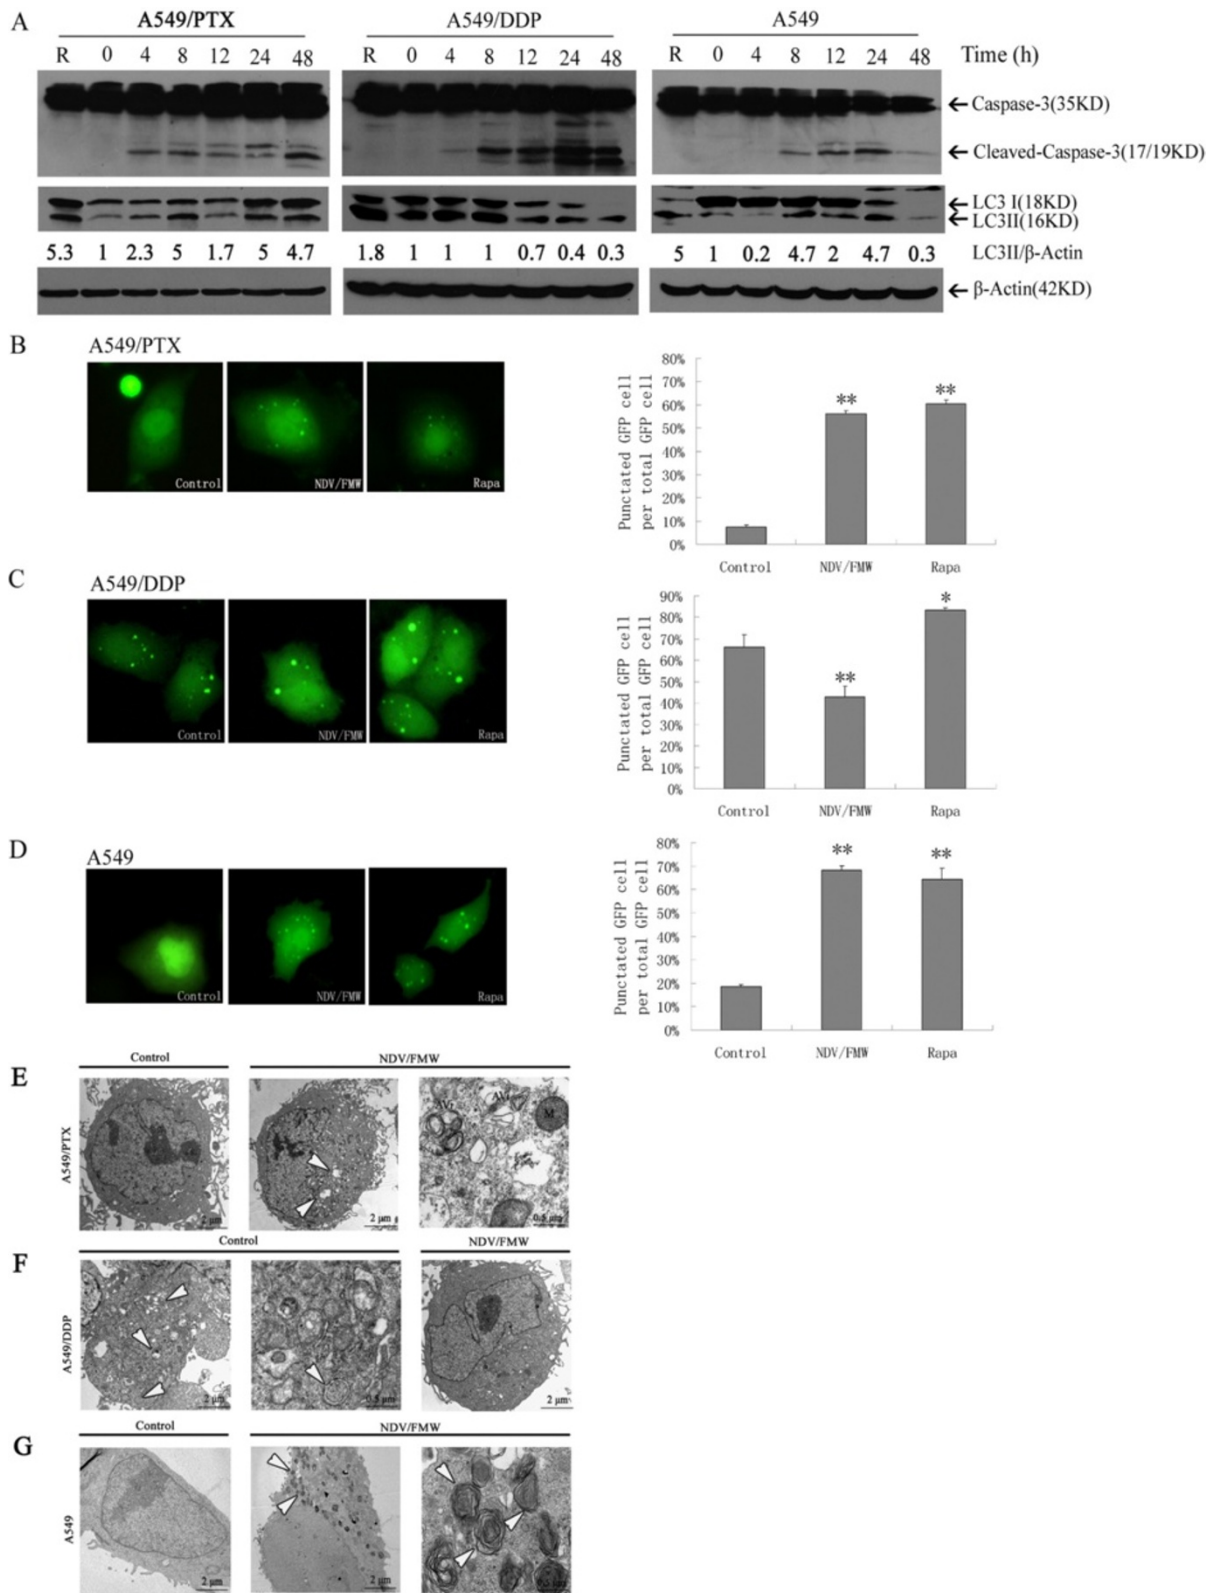 A
A549/PTX A549/DDP A549
R 0 4 8 12 24 48 R 0 4 8 12 24 48 R 0 4 8 12 24 48 Time (h)
←Caspase-3(35KD)
←Cleaved-Caspase-3(17/19KD)
←LC3 I(18KD)
←LC3II(16KD)
5.3 1 2.3 5 1.7 5 4.7 1.8 1 1 1 0.7 0.4 0.3 5 1 0.2 4.7 2 4.7 0.3 LC3II/β-Actin
←β-Actin(42KD)
B
A549/PTX
Control NDV/FMW Rapa
Punctated GFP cell
per total GFP cell
80%
70%
60%
50%
40%
30%
20%
10%
0%
** **
Control NDV/FMW Rapa
C
A549/DDP
Control NDV/FMW Rapa
Punctated GFP cell
per total GFP cell
90%
80%
70%
60%
50%
40%
30%
20%
10%
0%
** *
Control NDV/FMW Rapa
D
A549
Control NDV/FMW Rapa
Punctated GFP cell
per total GFP cell
80%
70%
60%
50%
40%
30%
20%
10%
0%
** **
Control NDV/FMW Rapa
E
Control NDV/FMW
A549/PTX
AVi M
2 μm 2 μm 0.5 μm
F
Control NDV/FMW
A549/DDP
2 μm 0.5 μm 2 μm
G
Control NDV/FMW
A549
2 μm 2 μm 0.5 μm